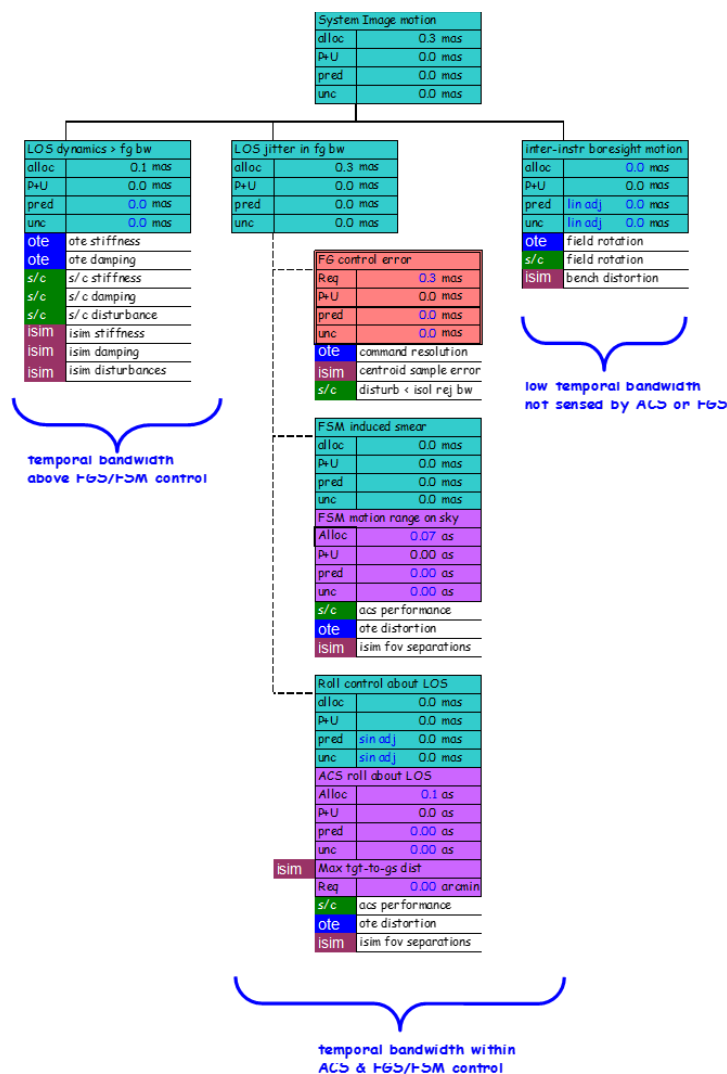 System Image motion
alloc 0.3 mas
P+U 0.0 mas
pred 0.0 mas
unc 0.0 mas
LOS dynamics > fg bw
alloc 0.1 mas
P+U 0.0 mas
pred 0.0 mas
unc 0.0 mas
ote ote stiffness
ote ote damping
s/c s/c stiffness
s/c s/c damping
s/c s/c disturbance
isim isim stiffness
isim isim damping
isim isim disturbances
temporal bandwidth
above FGS/FSM control
LOS jitter in fg bw
alloc 0.3 mas
P+U 0.0 mas
pred 0.0 mas
unc 0.0 mas
FG control error
Req 0.3 mas
P+U 0.0 mas
pred 0.0 mas
unc 0.0 mas
ote command resolution
isim centroid sample error
s/c disturb < isol rej bw
FSM induced smear
alloc 0.0 mas
P+U 0.0 mas
pred 0.0 mas
unc 0.0 mas
FSM motion range on sky
Alloc 0.07 as
P+U 0.00 as
pred 0.00 as
unc 0.00 as
s/c acs performance
ote ote distortion
isim isim fov separations
Roll control about LOS
alloc 0.0 mas
P+U 0.0 mas
pred sin adj 0.0 mas
unc sin adj 0.0 mas
ACS roll about LOS
Alloc 0.1 as
P+U 0.0 as
pred 0.00 as
unc 0.00 as
isim Max tgt-to-gs dist
Req 0.00 arcmin
s/c acs performance
ote ote distortion
isim isim fov separations
temporal bandwidth within
ACS & FGS/FSM control
inter-instr boresight motion
alloc 0.0 mas
P+U 0.0 mas
pred lin adj 0.0 mas
unc lin adj 0.0 mas
ote field rotation
s/c field rotation
isim bench distortion
low temporal bandwidth
not sensed by ACS or FGS